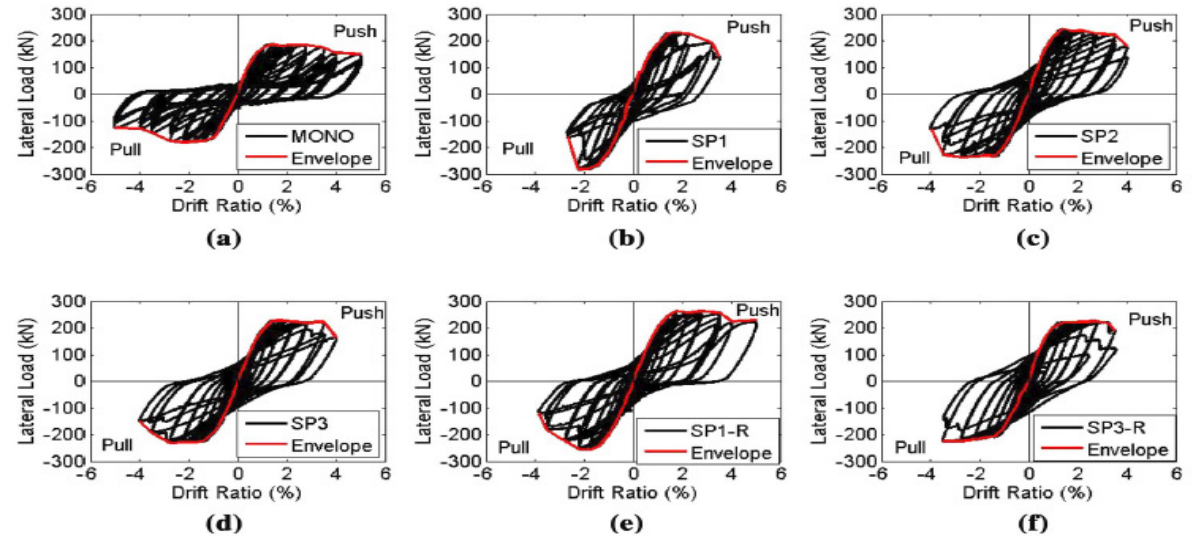 300
200
100
0
-100
-200
-300
Lateral Load (kN)
Push
Pull
MONO
Envelope
-6 -4 -2 0 2 4 6
Drift Ratio (%)
(a)
300
200
100
0
-100
-200
-300
Lateral Load (kN)
Push
Pull
SP1
Envelope
-6 -4 -2 0 2 4 6
Drift Ratio (%)
(b)
300
200
100
0
-100
-200
-300
Lateral Load (kN)
Push
Pull
SP2
Envelope
-6 -4 -2 0 2 4 6
Drift Ratio (%)
(c)
300
200
100
0
-100
-200
-300
Lateral Load (kN)
Push
Pull
SP3
Envelope
-6 -4 -2 0 2 4 6
Drift Ratio (%)
(d)
300
200
100
0
-100
-200
-300
Lateral Load (kN)
Push
Pull
SP1-R
Envelope
-6 -4 -2 0 2 4 6
Drift Ratio (%)
(e)
300
200
100
0
-100
-200
-300
Lateral Load (kN)
Push
Pull
SP3-R
Envelope
-6 -4 -2 0 2 4 6
Drift Ratio (%)
(f)